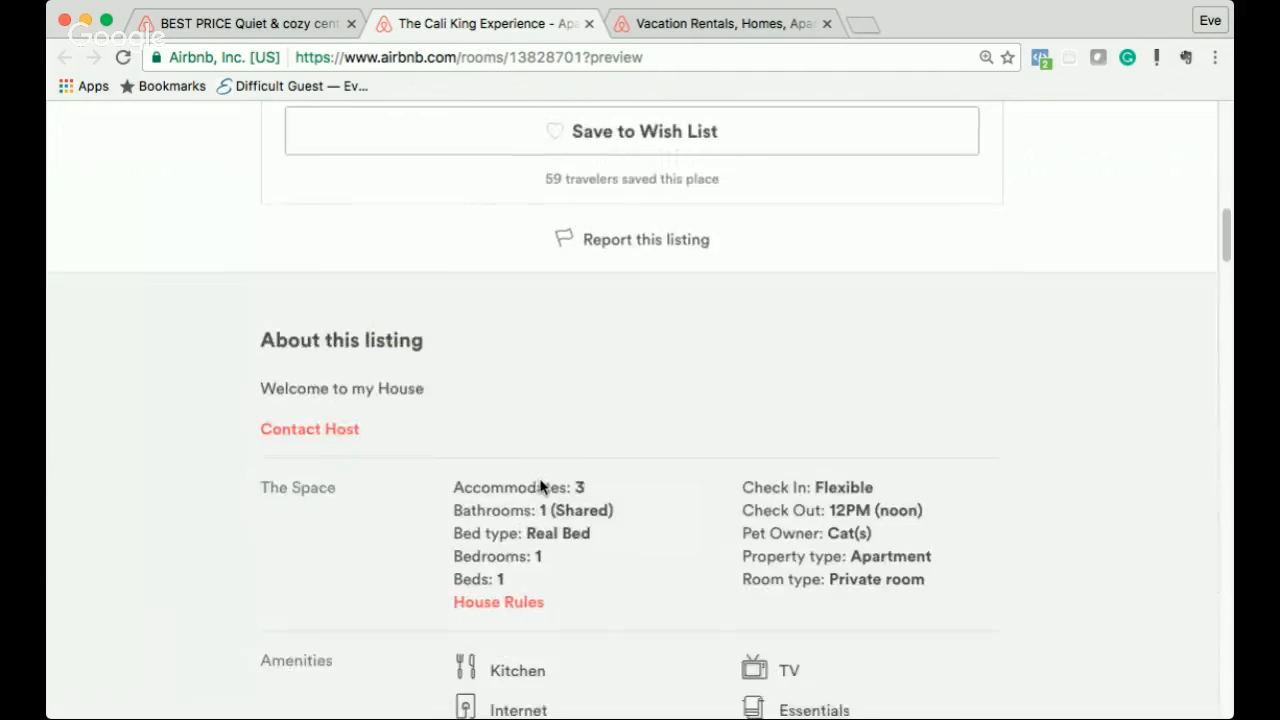 BEST PRICE Quiet & cozy cent
The Cali King Experience - Apa
Vacation Rentals, Homes, Apar
Eve
Google
Airbnb, Inc. [US]
https://www.airbnb.com/rooms/13828701?preview
2
Apps
Bookmarks
Difficult Guest — Ev...
Save to Wish List
59 travelers saved this place
Report this listing
About this listing
Welcome to my House
Contact Host
The Space
Accommodates: 3
Bathrooms: 1 (Shared)
Bed type: Real Bed
Bedrooms: 1
Beds: 1
House Rules
Check In: Flexible
Check Out: 12PM (noon)
Pet Owner: Cat(s)
Property type: Apartment
Room type: Private room
Amenities
Kitchen
TV
Internet
Essentials